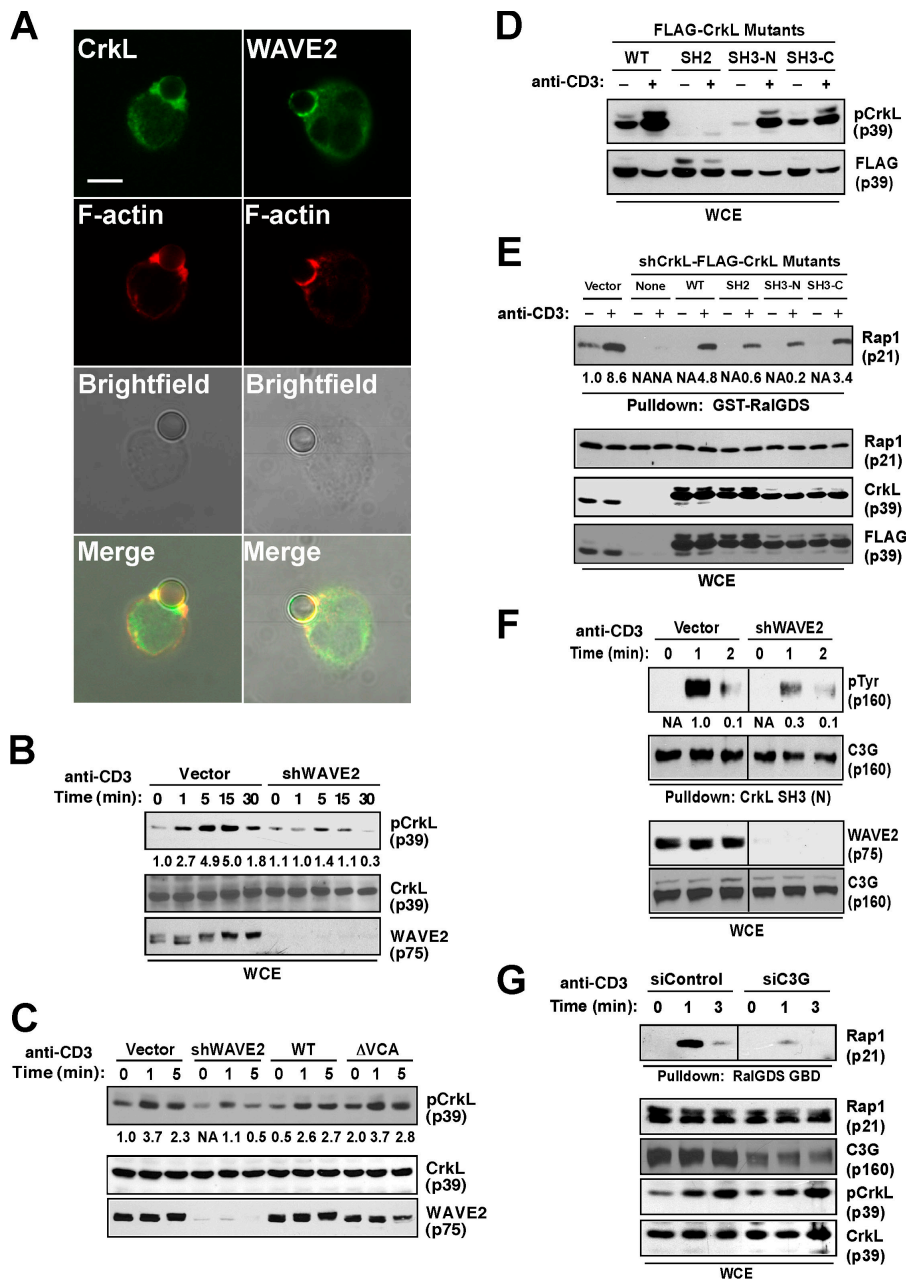 A
CrkL WAVE2
F-actin F-actin
Brightfield Brightfield
Merge Merge
B
anti-CD3 Vector shWAVE2
Time (min): 0 1 5 15 30 0 1 5 15 30
pCrkL
(p39)
1.0 2.7 4.9 5.0 1.8 1.1 1.0 1.4 1.1 0.3
CrkL
(p39)
WAVE2
(p75)
WCE
C
anti-CD3 Vector shWAVE2 WT ΔVCA
Time (min): 0 1 5 0 1 5 0 1 5 0 1 5
pCrkL
(p39)
1.0 3.7 2.3 NA 1.1 0.5 0.5 2.6 2.7 2.0 3.7 2.8
CrkL
(p39)
WAVE2
(p75)
D
FLAG-CrkL Mutants
WT SH2 SH3-N SH3-C
anti-CD3: – + – + – + – +
pCrkL
(p39)
FLAG
(p39)
WCE
E
shCrkL-FLAG-CrkL Mutants
Vector None WT SH2 SH3-N SH3-C
anti-CD3: – + – + – + – + – + – +
Rap1
(p21)
1.0 8.6 NANA NA4.8 NA0.6 NA0.2 NA 3.4
Pulldown: GST-RalGDS
Rap1
(p21)
CrkL
(p39)
FLAG
(p39)
WCE
F
anti-CD3 Vector shWAVE2
Time (min): 0 1 2 0 1 2
pTyr
(p160)
NA 1.0 0.1 NA 0.3 0.1
C3G
(p160)
Pulldown: CrkL SH3 (N)
WAVE2
(p75)
C3G
(p160)
WCE
G
anti-CD3 siControl siC3G
Time (min): 0 1 3 0 1 3
Rap1
(p21)
Pulldown: RalGDS GBD
Rap1
(p21)
C3G
(p160)
pCrkL
(p39)
CrkL
(p39)
WCE